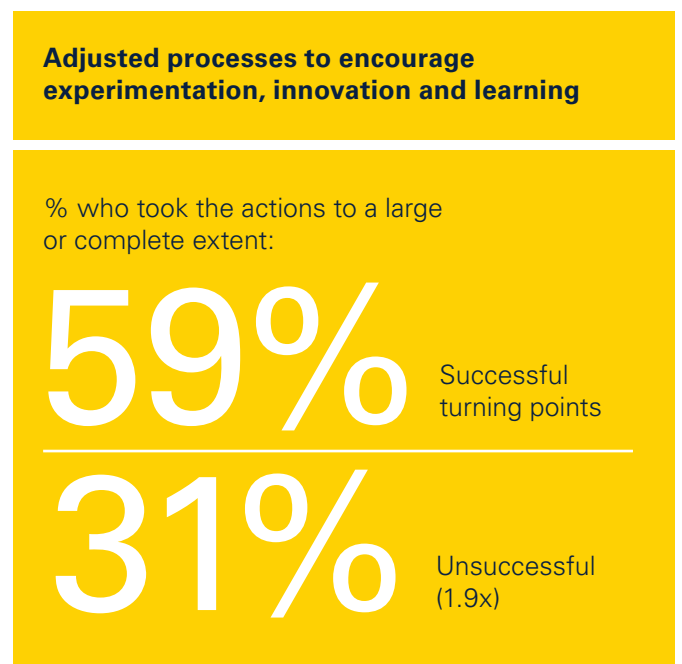 Adjusted processes to encourage
experimentation, innovation and learning
% who took the actions to a large
or complete extent:
59%
Successful
turning points
31%
Unsuccessful
(1.9x)